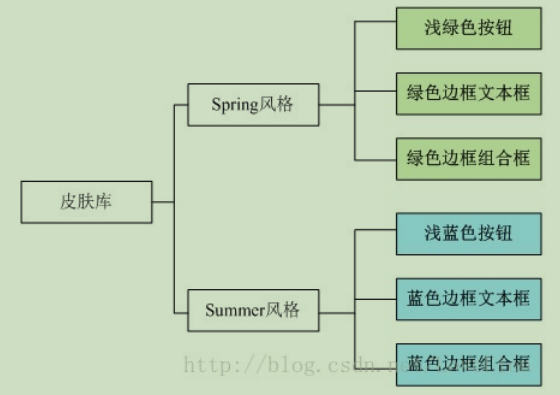 皮肤库
Spring风格
浅绿色按钮
绿色边框文本框
绿色边框组合框
Summer风格
浅蓝色按钮
蓝色边框文本框
蓝色边框组合框
http://blog.csdn.n